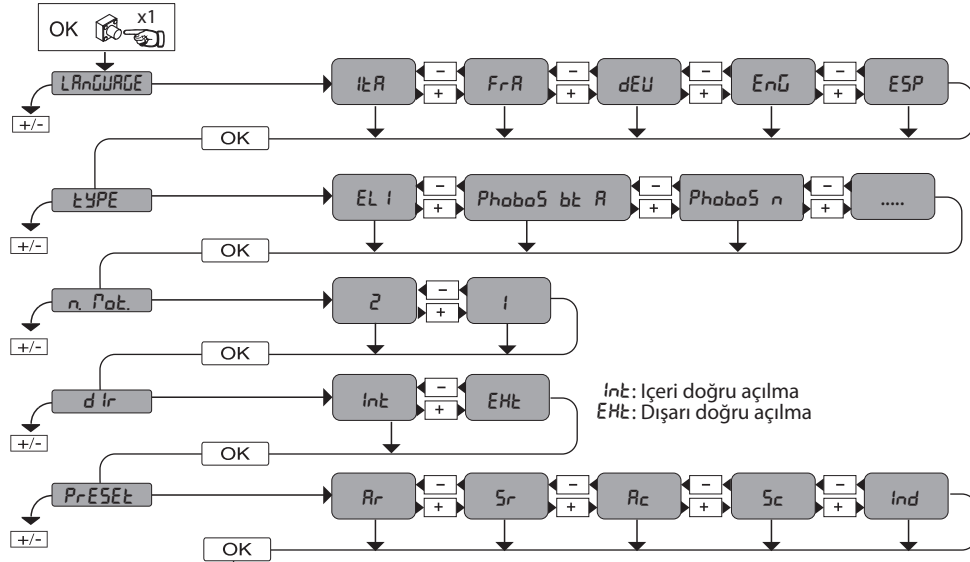 OK x1
LAnGUAGE ItA - + FrA - + dEU - + EnG - + ESP
+/-
OK
tYPE EL I - + PhoboS bt A - + PhoboS n - + .....
+/-
OK
n. Mot. 2 - + 1
+/-
OK
dIr Int - + EHt
Int: Içeri doğru açılma
EHt: Dışarı doğru açılma
+/-
OK
PrESEt Ar - + Sr - + Ac - + Sc - + Ind
+/-
OK